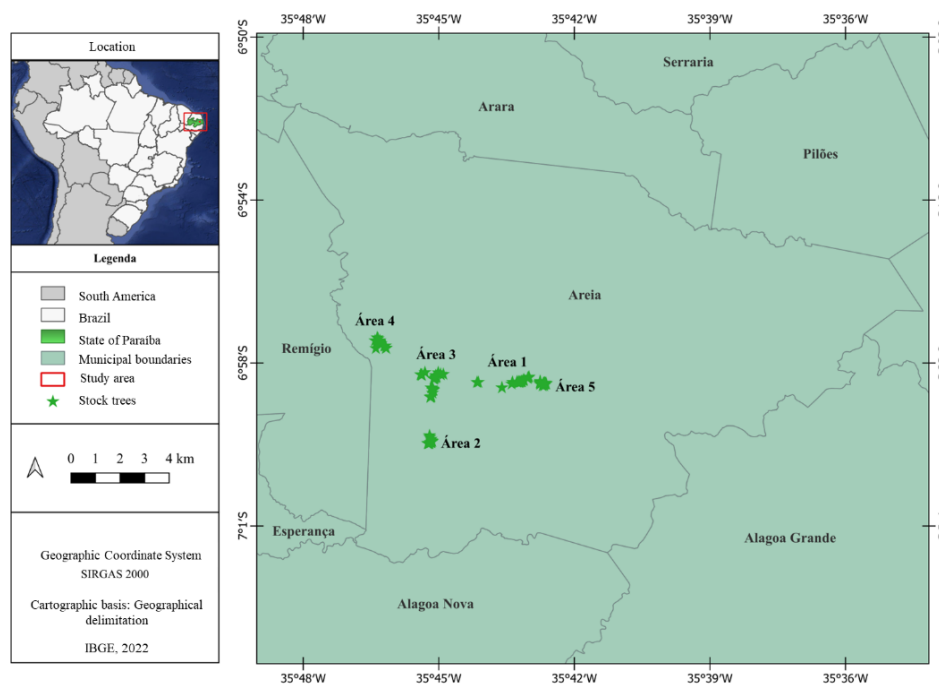 Location
Legenda
South America
Brazil
State of Paraíba
Municipal boundaries
Study area
Stock trees
0 1 2 3 4 km
Geographic Coordinate System
SIRGAS 2000
Cartographic basis: Geographical
delimitation
IBGE, 2022
35°48'W 35°45'W 35°42'W 35°39'W 35°36'W
6°50'S
6°54'S
6°58'S
7°1'S
Serraria
Arara
Pilões
Areia
Área 4
Remígio
Área 3
Área 1
Área 5
Área 2
Esperança
Alagoa Grande
Alagoa Nova
35°48'W 35°45'W 35°42'W 35°39'W 35°36'W